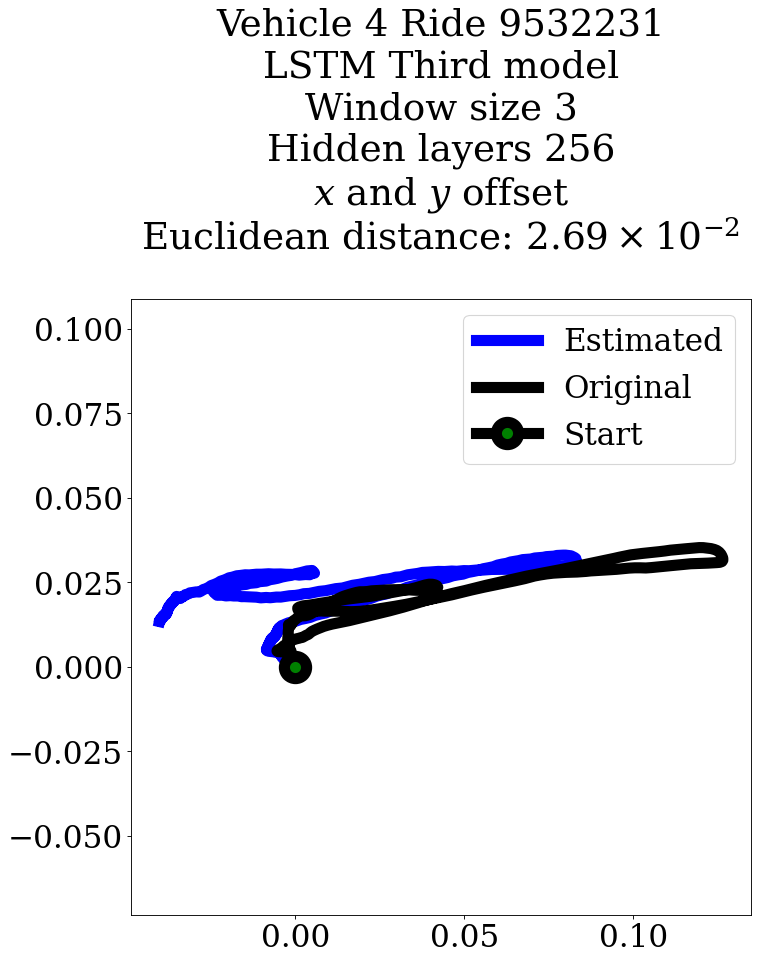 Vehicle 4 Ride 9532231
LSTM Third model
Window size 3
Hidden layers 256
x and y offset
Euclidean distance: 2.69 × 10⁻²
Estimated
Original
Start
0.100
0.075
0.050
0.025
0.000
−0.025
−0.050
0.00 0.05 0.10